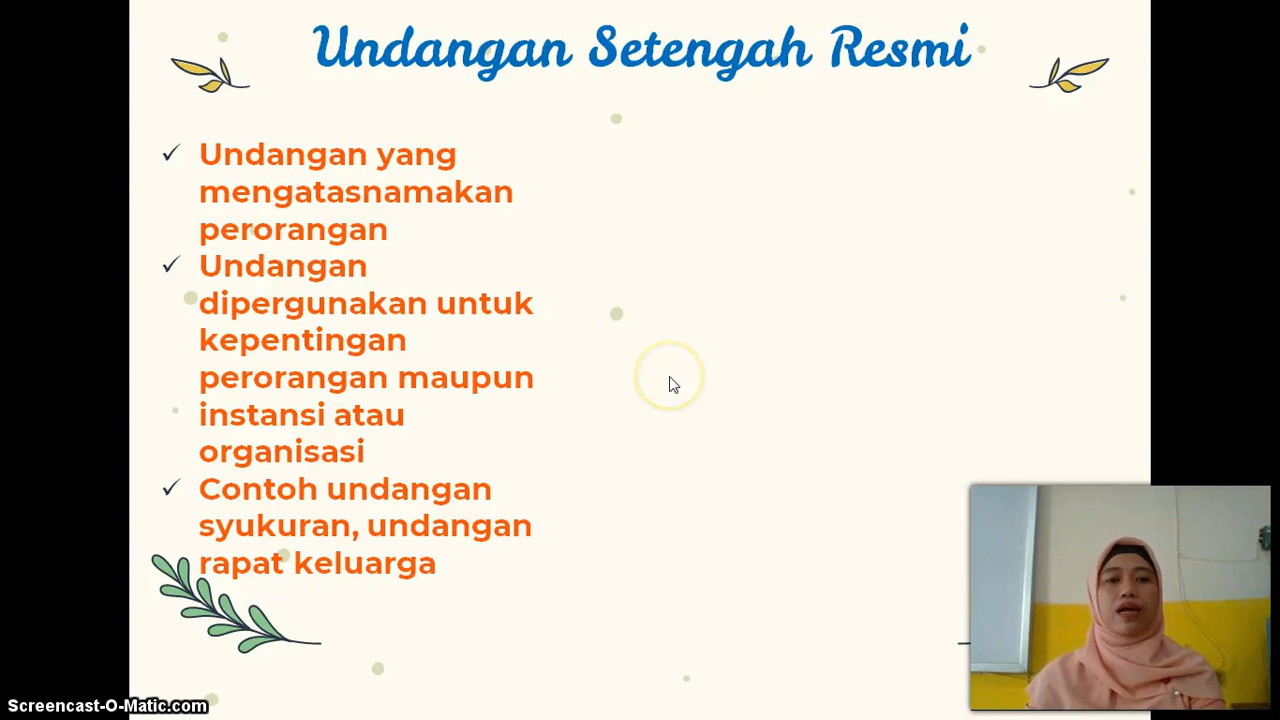 Undangan Setengah Resmi
✓ Undangan yang
mengatasnamakan
perorangan
✓ Undangan
dipergunakan untuk
kepentingan
perorangan maupun
instansi atau
organisasi
✓ Contoh undangan
syukuran, undangan
rapat keluarga
Screencast-O-Matic.com